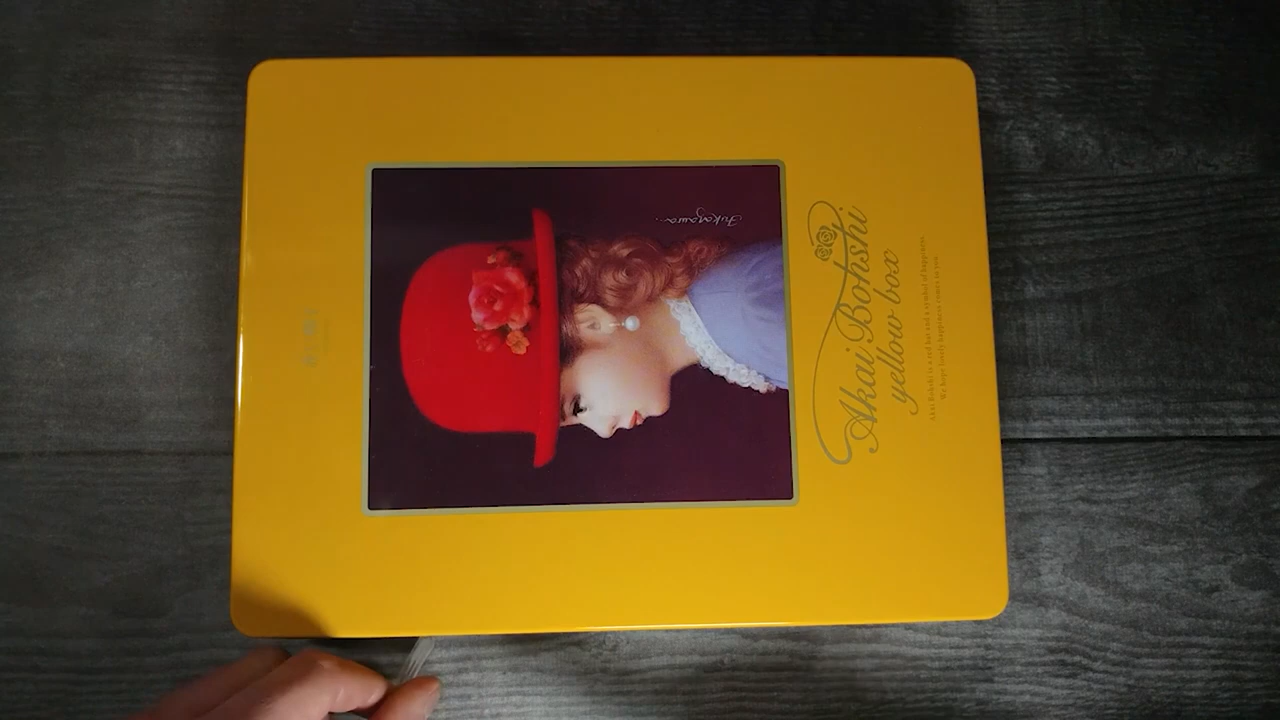 Fukazawa...
Akai Bohshi
yellow box
Akai Bohshi is a red hat and a symbol of happiness.
We hope lovely happiness comes to you.